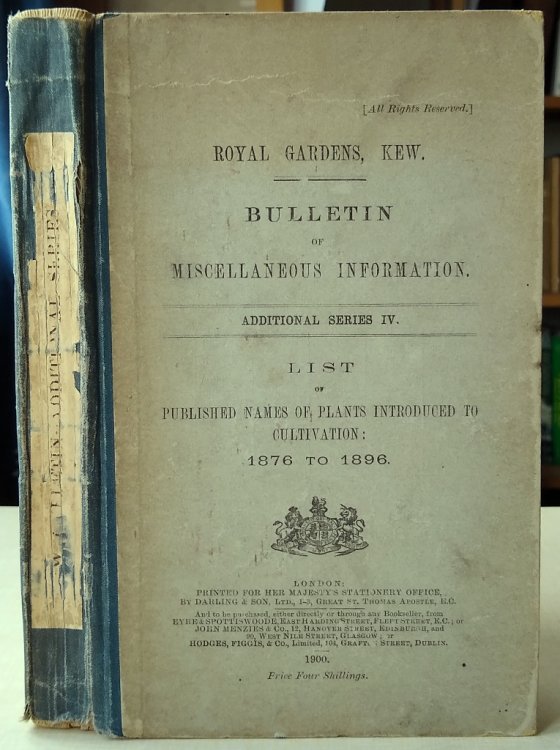 [All Rights Reserved.]
ROYAL GARDENS, KEW.
BULLETIN
OF
MISCELLANEOUS INFORMATION.
ADDITIONAL SERIES IV.
LIST
OF
PUBLISHED NAMES OF PLANTS INTRODUCED TO
CULTIVATION:
1876 TO 1896.
LONDON:
PRINTED FOR HER MAJESTY'S STATIONERY OFFICE,
BY DARLING & SON, LTD., 1-3, GREAT ST. THOMAS APOSTLE, E.C.
And to be purchased, either directly or through any Bookseller, from
EYRE & SPOTTISWOODE, EAST HARDING STREET, FLEET STREET, E.C.; or
JOHN MENZIES & CO., 12, HANOVER STREET, EDINBURGH, and
90, WEST NILE STREET, GLASGOW; or
HODGES, FIGGIS, & CO., Limited, 104, GRAFT STREET, DUBLIN.
1900.
Price Four Shillings.
BULLETIN ADDITIONAL SERIES